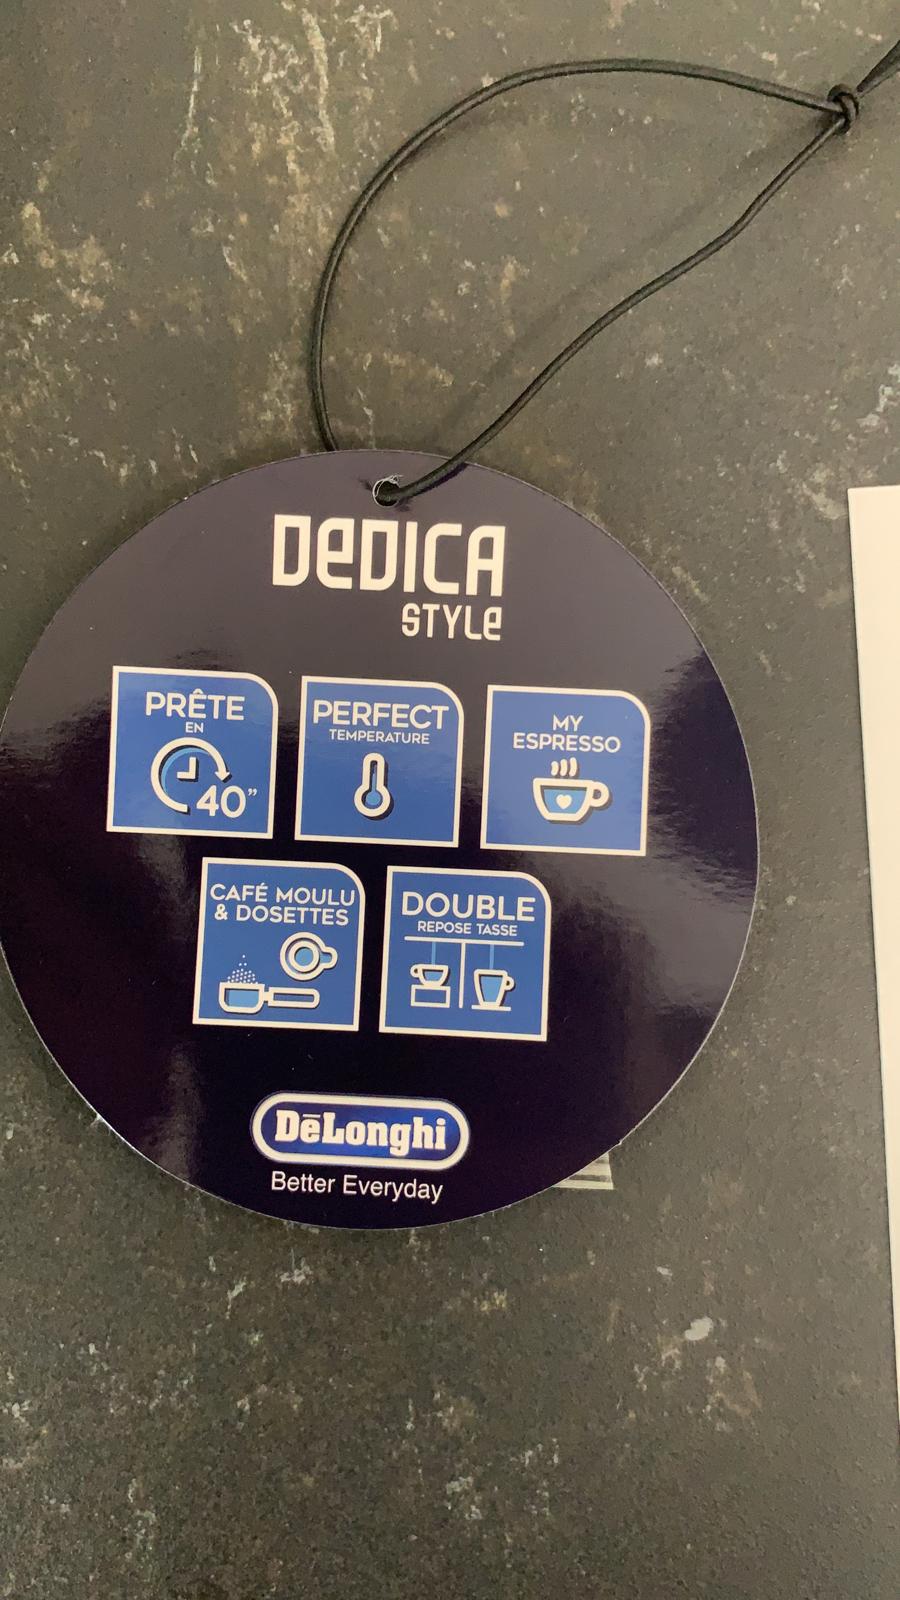 DEDICA
STYLE
PRÊTE
EN
40”
PERFECT
TEMPERATURE
MY
ESPRESSO
CAFÉ MOULU
& DOSETTES
DOUBLE
REPOSE TASSE
DēLonghi
Better Everyday